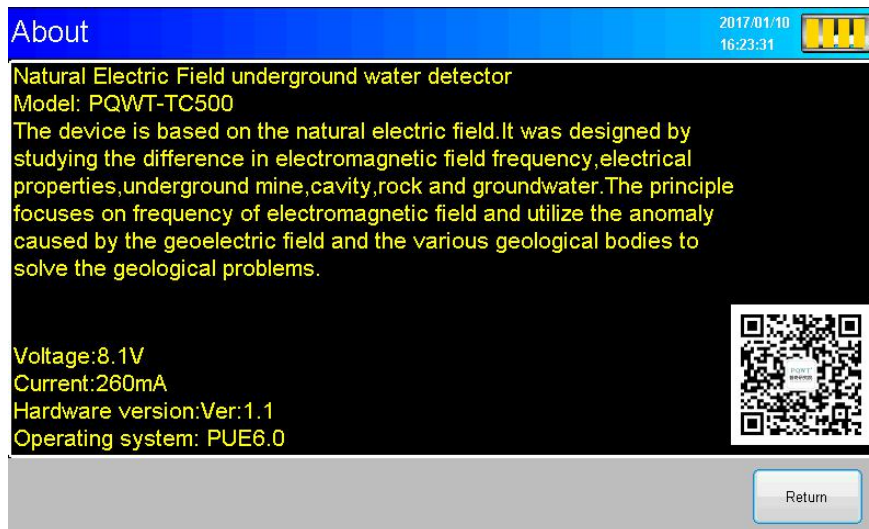 About
2017/01/10
16:23:31
Natural Electric Field underground water detector
Model: PQWT-TC500
The device is based on the natural electric field.It was designed by
studying the difference in electromagnetic field frequency,electrical
properties,underground mine,cavity,rock and groundwater.The principle
focuses on frequency of electromagnetic field and utilize the anomaly
caused by the geoelectric field and the various geological bodies to
solve the geological problems.
Voltage:8.1V
Current:260mA
Hardware version:Ver:1.1
Operating system: PUE6.0
PQWT
Return